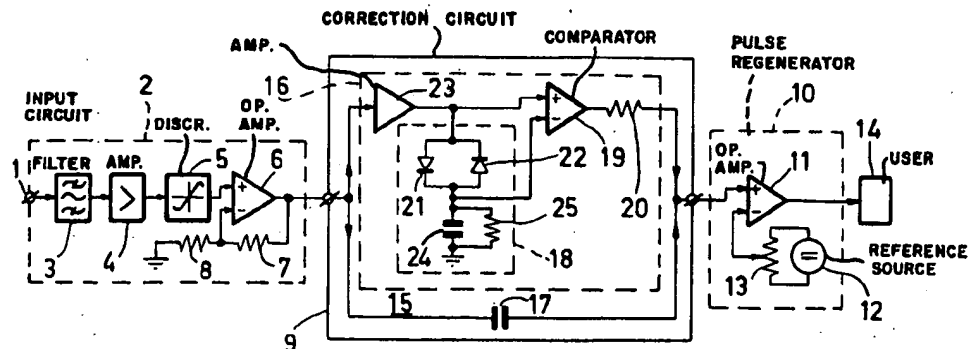 CORRECTION CIRCUIT
AMP.
COMPARATOR
PULSE
REGENERATOR
INPUT
CIRCUIT
2
16
23
10
DISCR.
OP.
AMP.
14
1
FILTER
AMP.
5
6
22
19
OP.
AMP.
11
USER
+
-
+
-
+
-
21
25
20
3
4
8
7
24
18
13
REFERENCE
SOURCE
12
9
15
17